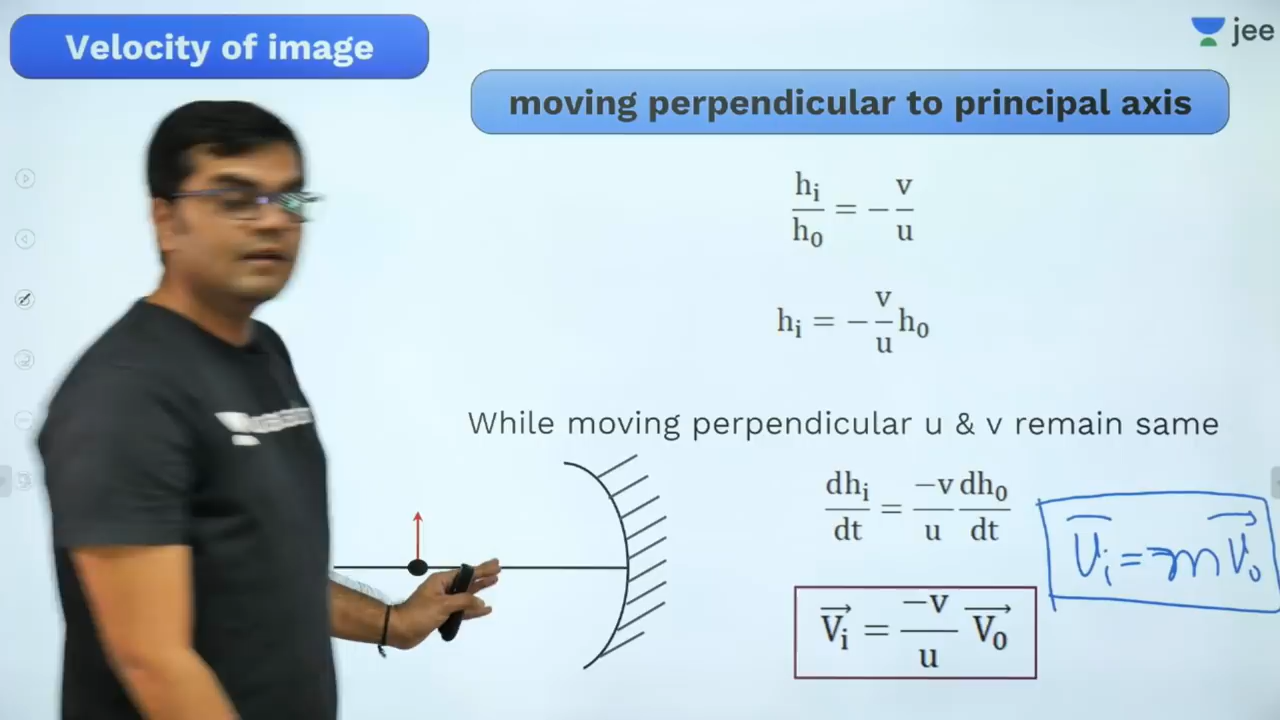 Velocity of image
jee
moving perpendicular to principal axis
hᵢ/h₀ = −v/u
hᵢ = −(v/u)h₀
While moving perpendicular u & v remain same
dhᵢ/dt = (−v/u)(dh₀/dt)
V⃗ᵢ = (−v/u) V⃗₀
V⃗ᵢ = m V⃗₀